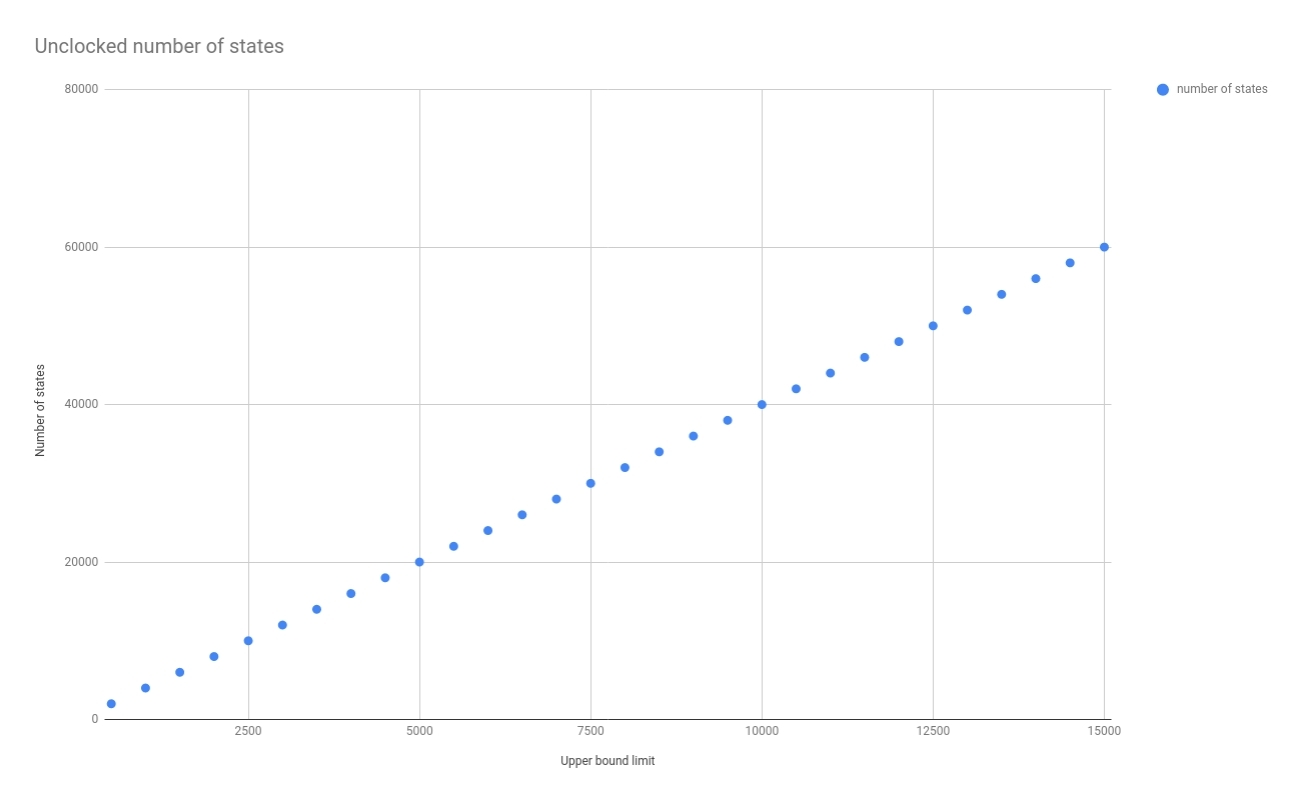 Unclocked number of states
number of states
80000
60000
40000
20000
0
Number of states
2500 5000 7500 10000 12500 15000
Upper bound limit